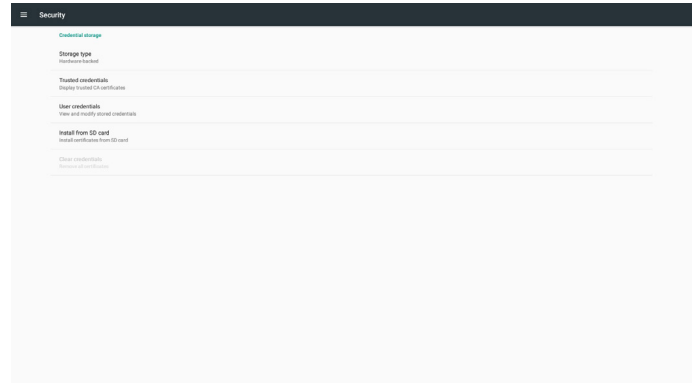 Security
Credential storage
Storage type
Hardware-backed
Trusted credentials
Display trusted CA certificates
User credentials
View and modify stored credentials
Install from SD card
Install certificates from SD card
Clear credentials
Remove all certificates